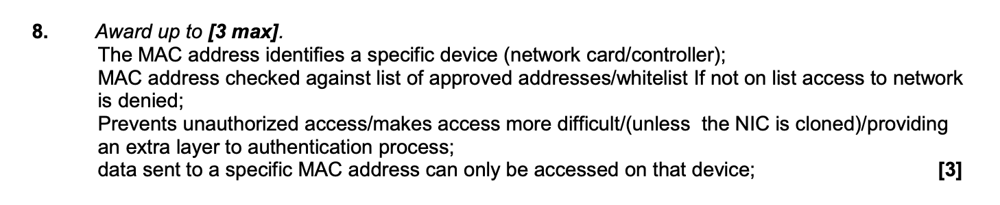 8. Award up to [3 max].
The MAC address identifies a specific device (network card/controller);
MAC address checked against list of approved addresses/whitelist If not on list access to network
is denied;
Prevents unauthorized access/makes access more difficult/(unless the NIC is cloned)/providing
an extra layer to authentication process;
data sent to a specific MAC address can only be accessed on that device; [3]